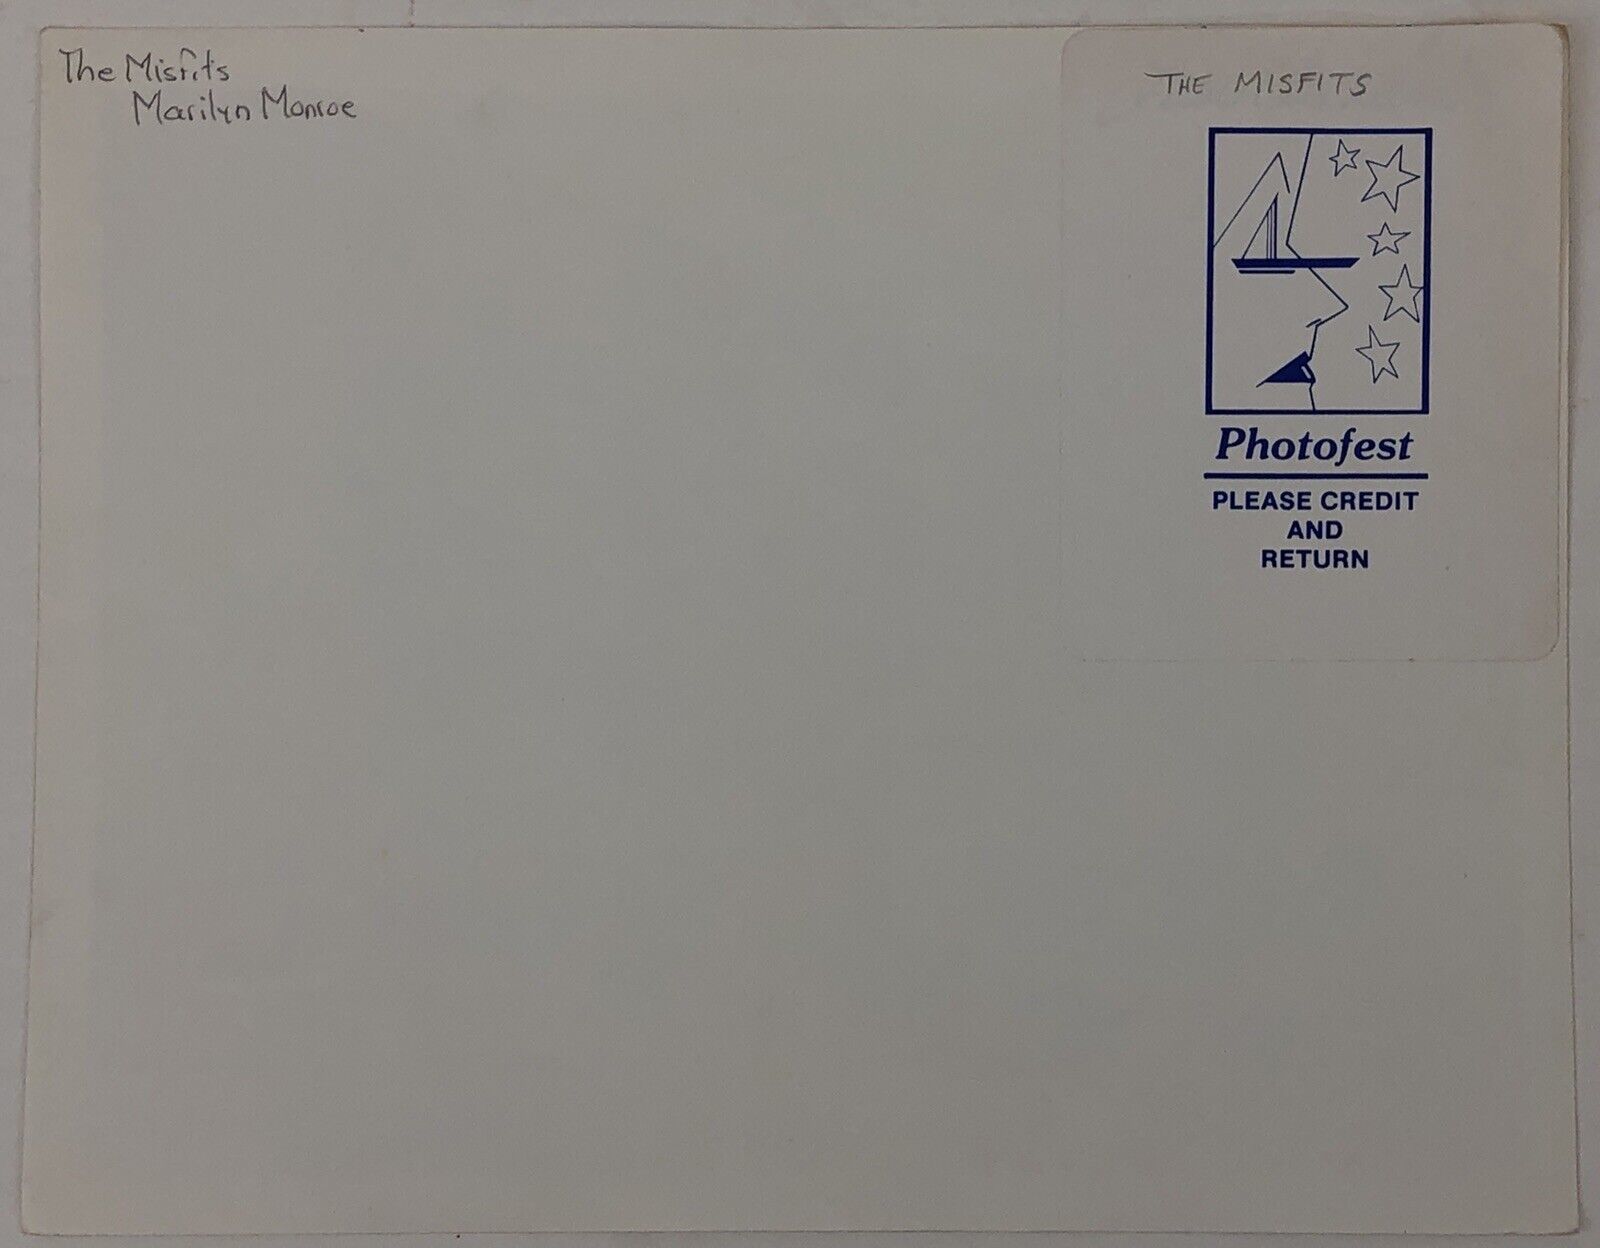 The Misfits
Marilyn Monroe
THE MISFITS
Photofest
PLEASE CREDIT
AND
RETURN